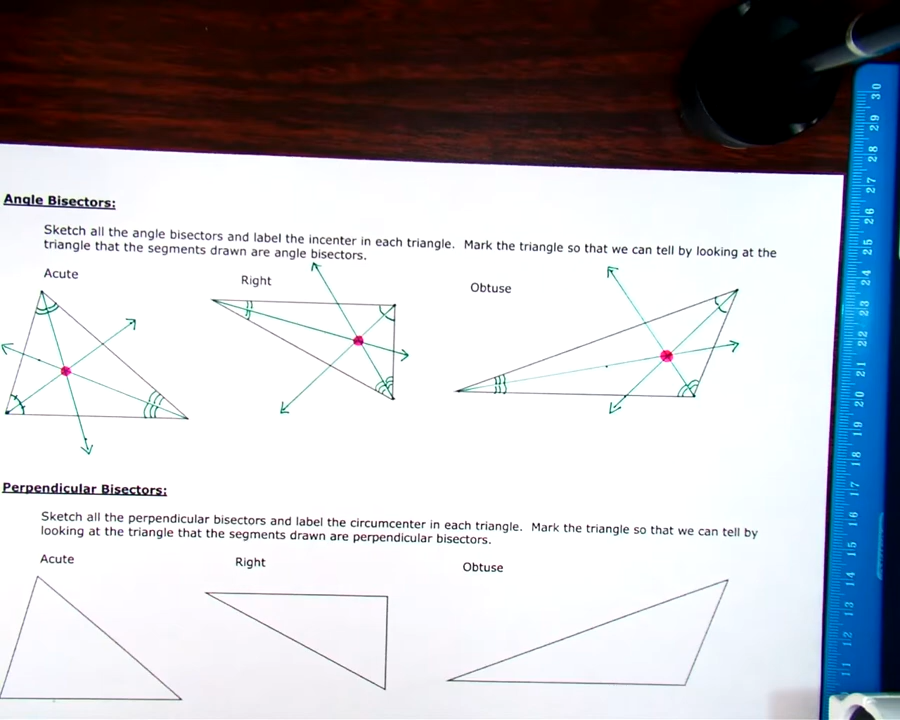 Angle Bisectors:
Sketch all the angle bisectors and label the incenter in each triangle. Mark the triangle so that we can tell by looking at the
triangle that the segments drawn are angle bisectors.
Acute
Right
Obtuse
Perpendicular Bisectors:
Sketch all the perpendicular bisectors and label the circumcenter in each triangle. Mark the triangle so that we can tell by
looking at the triangle that the segments drawn are perpendicular bisectors.
Acute
Right
Obtuse
11 12 13 14 15 16 17 18 19 20 21 22 23 24 25 26 27 28 29 30